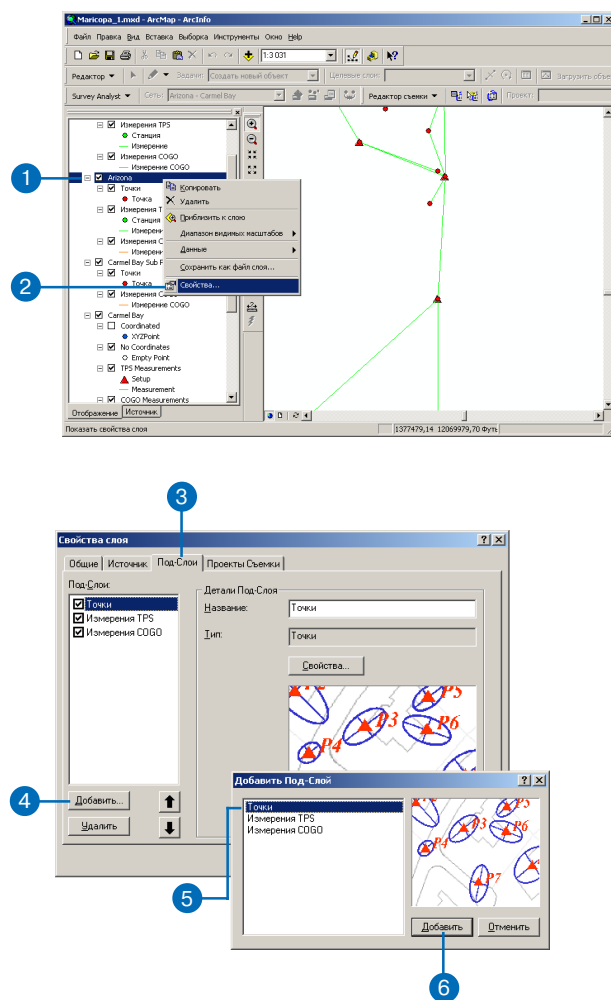 Maricopa_1.mxd - ArcMap - ArcInfo
Файл Правка Вид Вставка Выборка Инструменты Окно Help
1:3 031
Редактор Задачи: Создать новый объект Целевые слои: Загрузить объе
Survey Analyst Сеть: Arizona - Carmel Bay Редактор съемки Проект:
Измерения TPS
Станция
Измерение
Измерения COGO
Измерение COGO
1
Arizona
Точки
Точка
Измерения T
Станция
Измерени
Измерения C
Измерени
Carmel Bay Sub P
Точки
Точка
Измерения COGO
Измерение COGO
Carmel Bay
Coordinated
XYZPoint
No Coordinates
Empty Point
TPS Measurements
Setup
Measurement
COGO Measurements
Копировать
Удалить
Приблизить к слою
Диапазон видимых масштабов
Данные
Сохранить как файл слоя...
2
Свойства...
Отображение Источник
Показать свойства слоя
1377479,14 12069979,70 Футы
3
Свойства слоя
Общие Источник Под-Слои Проекты Съемки
Под-Слои:
Точки
Измерения TPS
Измерения COGO
Детали Под-Слоя
Название: Точки
Тип: Точки
Свойства...
P2 P5
P3 P6
P4
4
Добавить...
Удалить
Добавить Под-Слой
5
Точки
Измерения TPS
Измерения COGO
P5
P3 P6
P4
P7
Добавить Отменить
6